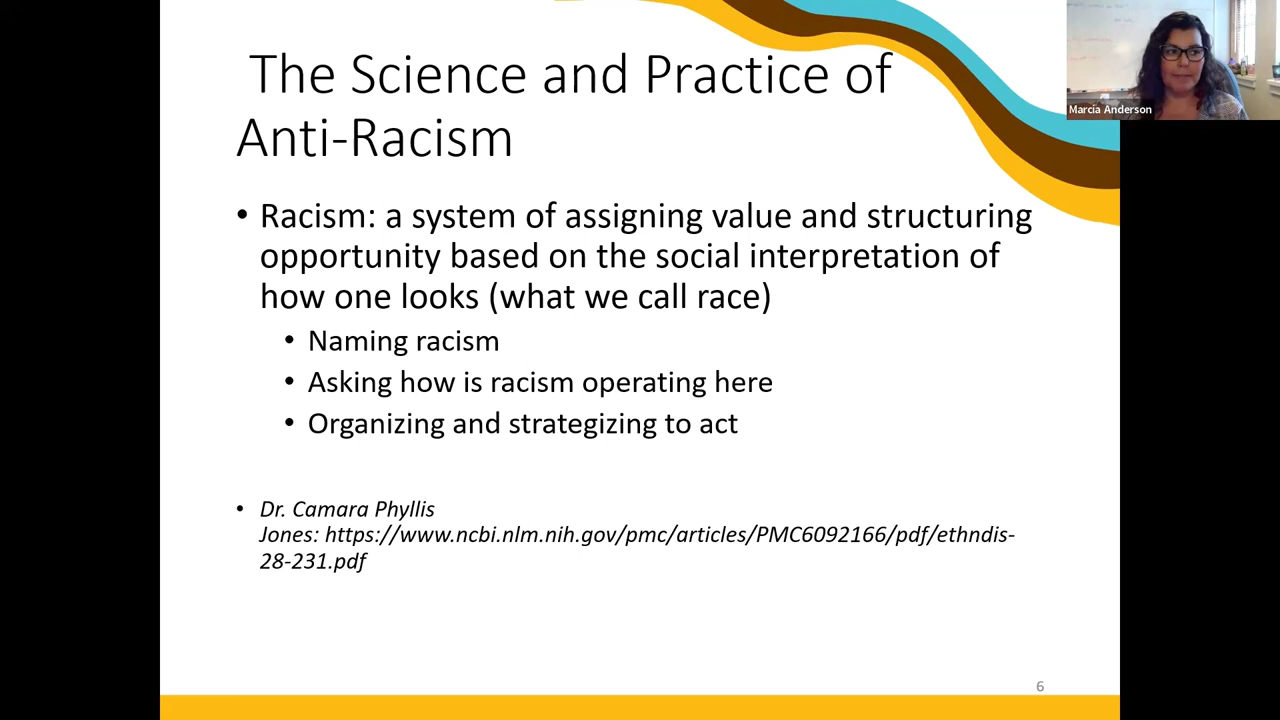 The Science and Practice of
Anti-Racism
Marcia Anderson
• Racism: a system of assigning value and structuring
opportunity based on the social interpretation of
how one looks (what we call race)
• Naming racism
• Asking how is racism operating here
• Organizing and strategizing to act
• Dr. Camara Phyllis
Jones: https://www.ncbi.nlm.nih.gov/pmc/articles/PMC6092166/pdf/ethndis-
28-231.pdf
6